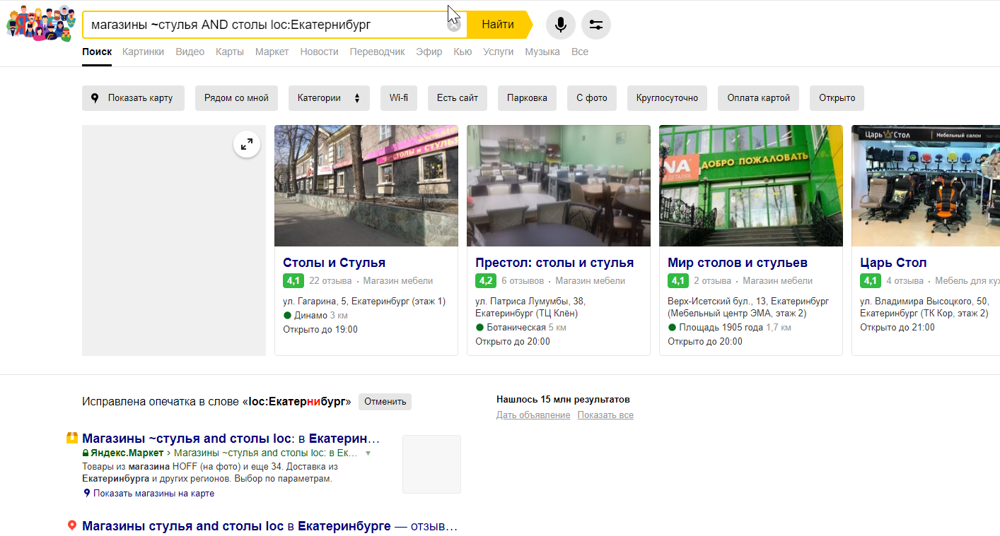 магазины ~стулья AND столы loc:Екатернибург
Найти
Поиск Картинки Видео Карты Маркет Новости Переводчик Эфир Кью Услуги Музыка Все
Показать карту Рядом со мной Категории Wi-fi Есть сайт Парковка С фото Круглосуточно Оплата картой Открыто
СТОЛЫ И СТУЛЬЯ
ДОБРО ПОЖАЛОВАТЬ
Царь Стол Мебельный салон
Столы и Стулья
4,1 22 отзыва · Магазин мебели
ул. Гагарина, 5, Екатеринбург (этаж 1)
Динамо 3 км
Открыто до 19:00
Престол: столы и стулья
4,2 6 отзывов · Магазин мебели
ул. Патриса Лумумбы, 38,
Екатеринбург (ТЦ Клён)
Ботаническая 5 км
Открыто до 20:00
Мир столов и стульев
4,1 2 отзыва · Магазин мебели
Верх-Исетский бул., 13, Екатеринбург
(Мебельный центр ЭМА, этаж 2)
Площадь 1905 года 1,7 км
Открыто до 20:00
Царь Стол
4,1 4 отзыва · Мебель для кух
ул. Владимира Высоцкого, 50,
Екатеринбург (ТК Кор, этаж 2)
Открыто до 21:00
Исправлена опечатка в слове «loc:Екатернибург» Отменить
Нашлось 15 млн результатов
Дать объявление Показать все
Магазины ~стулья and столы loc: в Екатерин…
Яндекс.Маркет › Магазины ~стулья and столы loc: в Ек…
Товары из магазина HOFF (на фото) и еще 34. Доставка из
Екатеринбурга и других регионов. Выбор по параметрам.
Показать магазины на карте
Магазины стулья and столы loc в Екатеринбурге — отзыв…